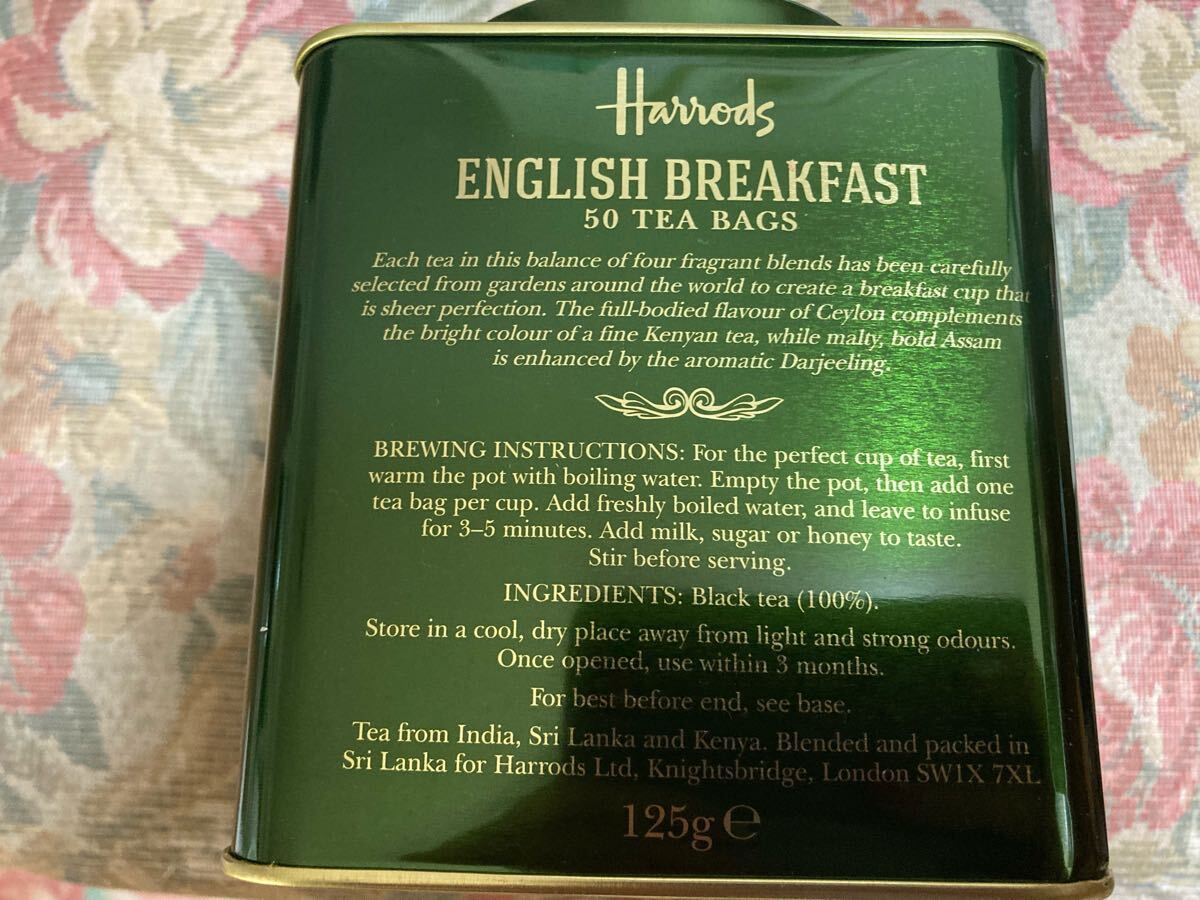 Harrods
ENGLISH BREAKFAST
50 TEA BAGS
Each tea in this balance of four fragrant blends has been carefully
selected from gardens around the world to create a breakfast cup that
is sheer perfection. The full-bodied flavour of Ceylon complements
the bright colour of a fine Kenyan tea, while malty, bold Assam
is enhanced by the aromatic Darjeeling.
BREWING INSTRUCTIONS: For the perfect cup of tea, first
warm the pot with boiling water. Empty the pot, then add one
tea bag per cup. Add freshly boiled water, and leave to infuse
for 3–5 minutes. Add milk, sugar or honey to taste.
Stir before serving.
INGREDIENTS: Black tea (100%).
Store in a cool, dry place away from light and strong odours.
Once opened, use within 3 months.
For best before end, see base.
Tea from India, Sri Lanka and Kenya. Blended and packed in
Sri Lanka for Harrods Ltd, Knightsbridge, London SW1X 7XL
125g ℮